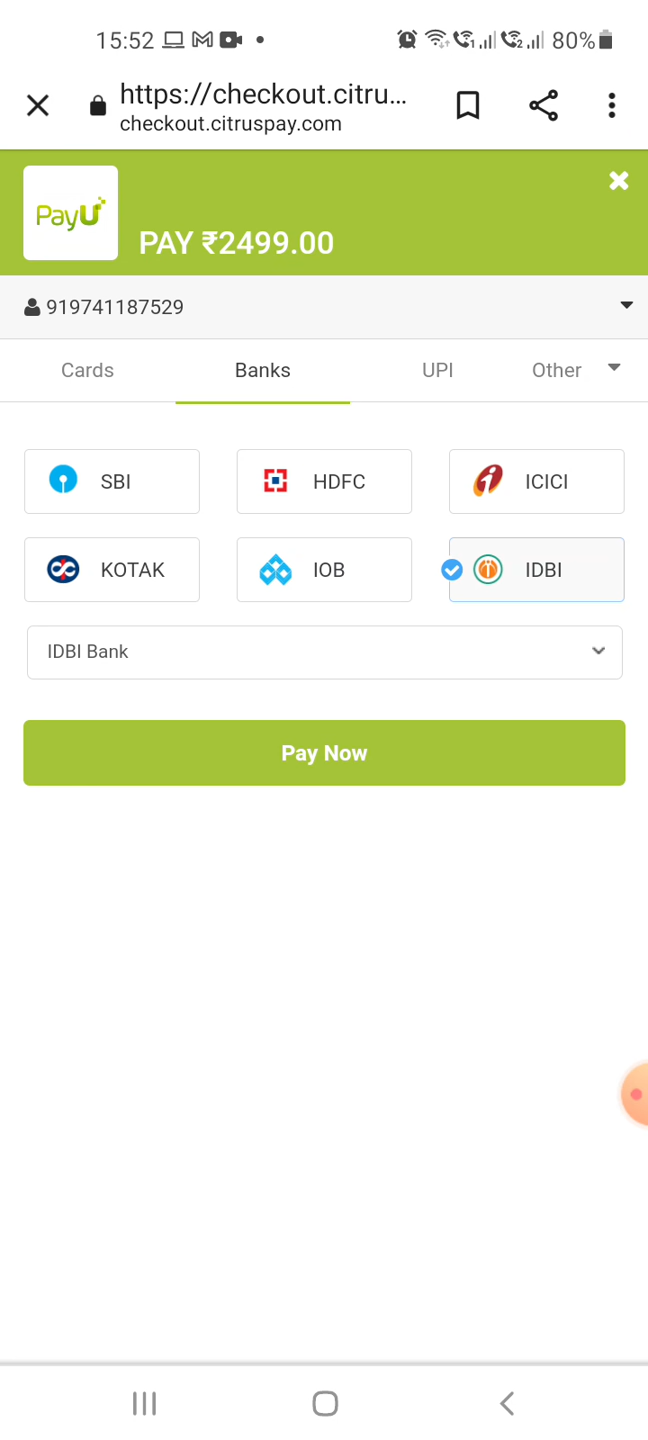 15:52
80%
https://checkout.citru...
checkout.citruspay.com
PayU
PAY ₹2499.00
919741187529
Cards Banks UPI Other
SBI HDFC ICICI
KOTAK IOB IDBI
IDBI Bank
Pay Now